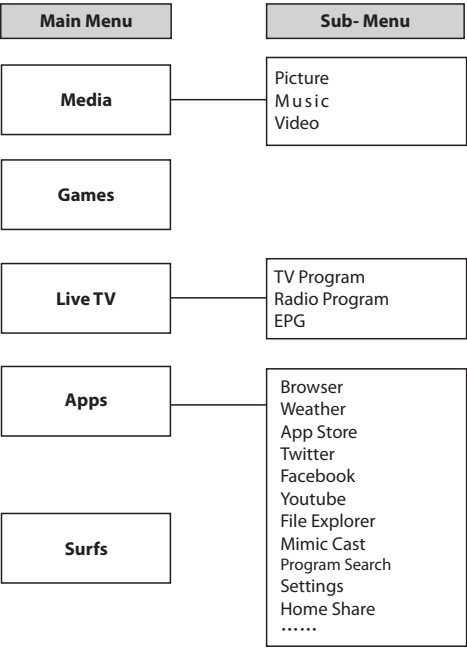 Main Menu
Sub- Menu
Media
Picture
Music
Video
Games
Live TV
TV Program
Radio Program
EPG
Apps
Browser
Weather
App Store
Twitter
Facebook
Youtube
File Explorer
Mimic Cast
Program Search
Settings
Home Share
……
Surfs